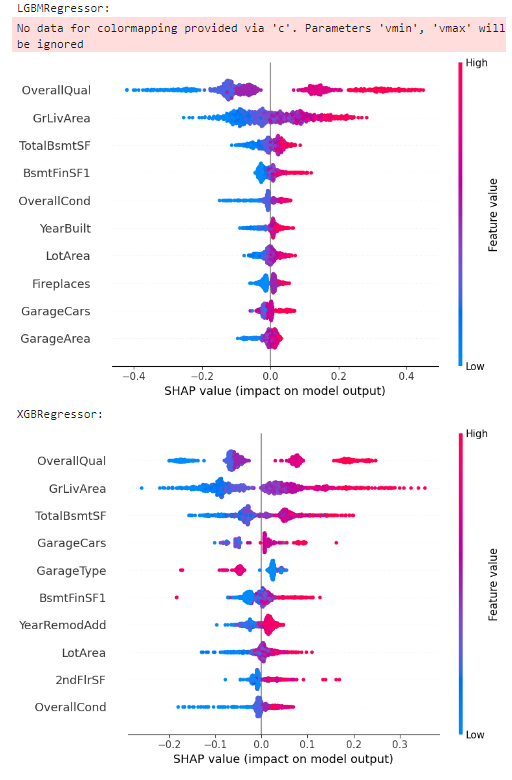 LGBMRegressor:
No data for colormapping provided via 'c'. Parameters 'vmin', 'vmax' will
be ignored
High
OverallQual
GrLivArea
TotalBsmtSF
BsmtFinSF1
OverallCond
YearBuilt
LotArea
Fireplaces
GarageCars
GarageArea
Feature value
Low
−0.4 −0.2 0.0 0.2 0.4
SHAP value (impact on model output)
XGBRegressor:
High
OverallQual
GrLivArea
TotalBsmtSF
GarageCars
GarageType
BsmtFinSF1
YearRemodAdd
LotArea
2ndFlrSF
OverallCond
Feature value
Low
−0.2 −0.1 0.0 0.1 0.2 0.3
SHAP value (impact on model output)